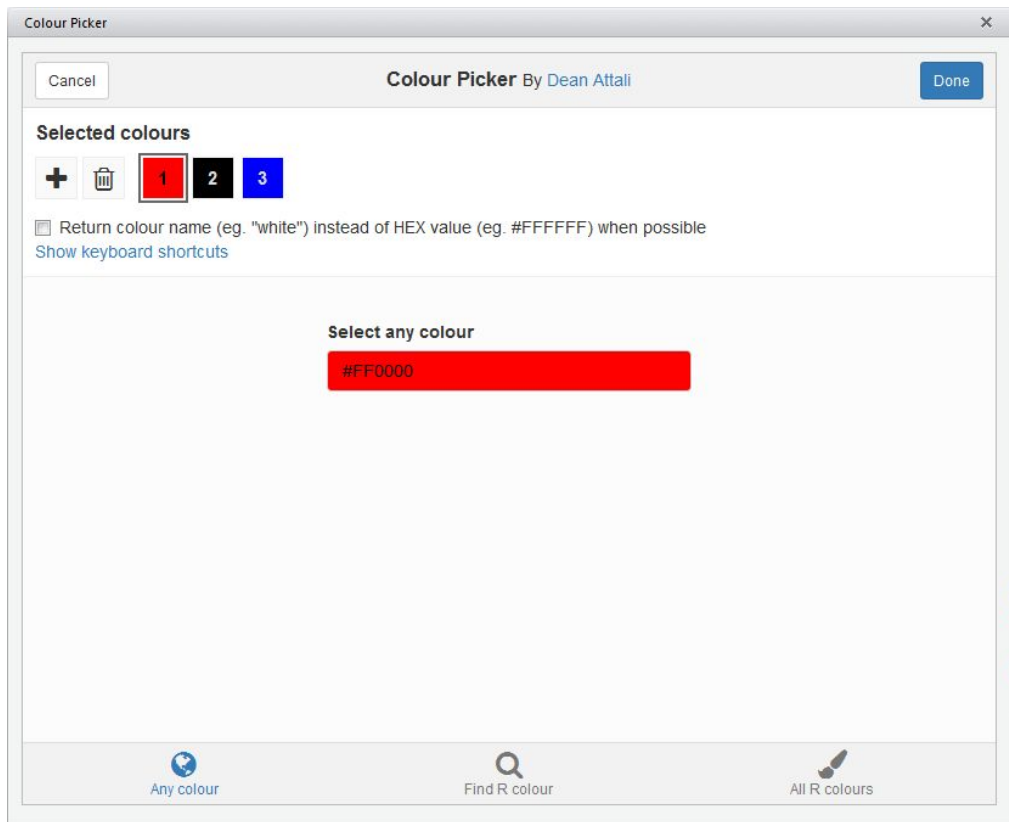 Colour Picker
Cancel
Colour Picker By Dean Attali
Done
Selected colours
1 2 3
Return colour name (eg. "white") instead of HEX value (eg. #FFFFFF) when possible
Show keyboard shortcuts
Select any colour
#FF0000
Any colour
Find R colour
All R colours